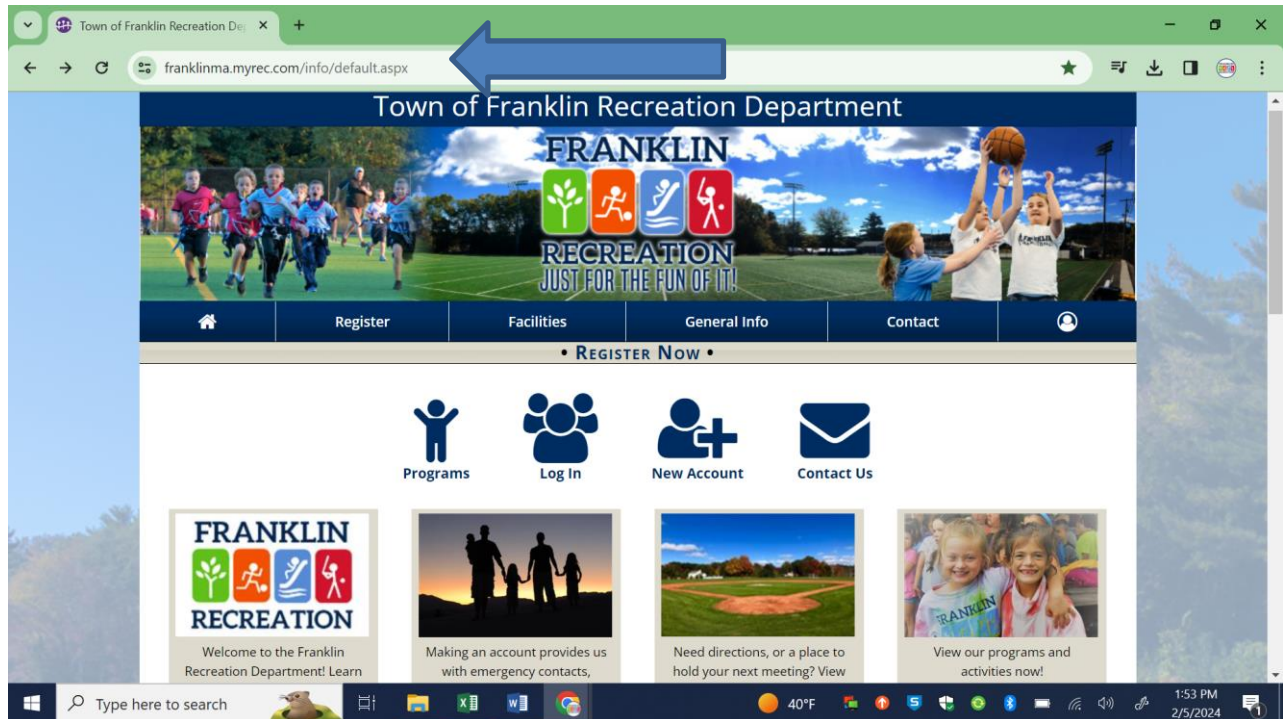 Town of Franklin Recreation De
franklinma.myrec.com/info/default.aspx
Town of Franklin Recreation Department
FRANKLIN
RECREATION
JUST FOR THE FUN OF IT!
Register
Facilities
General Info
Contact
• REGISTER NOW •
Programs
Log In
New Account
Contact Us
FRANKLIN
RECREATION
Welcome to the Franklin
Recreation Department! Learn
Making an account provides us
with emergency contacts,
Need directions, or a place to
hold your next meeting? View
FRANKLIN
View our programs and
activities now!
Type here to search
40°F
1:53 PM
2/5/2024
1